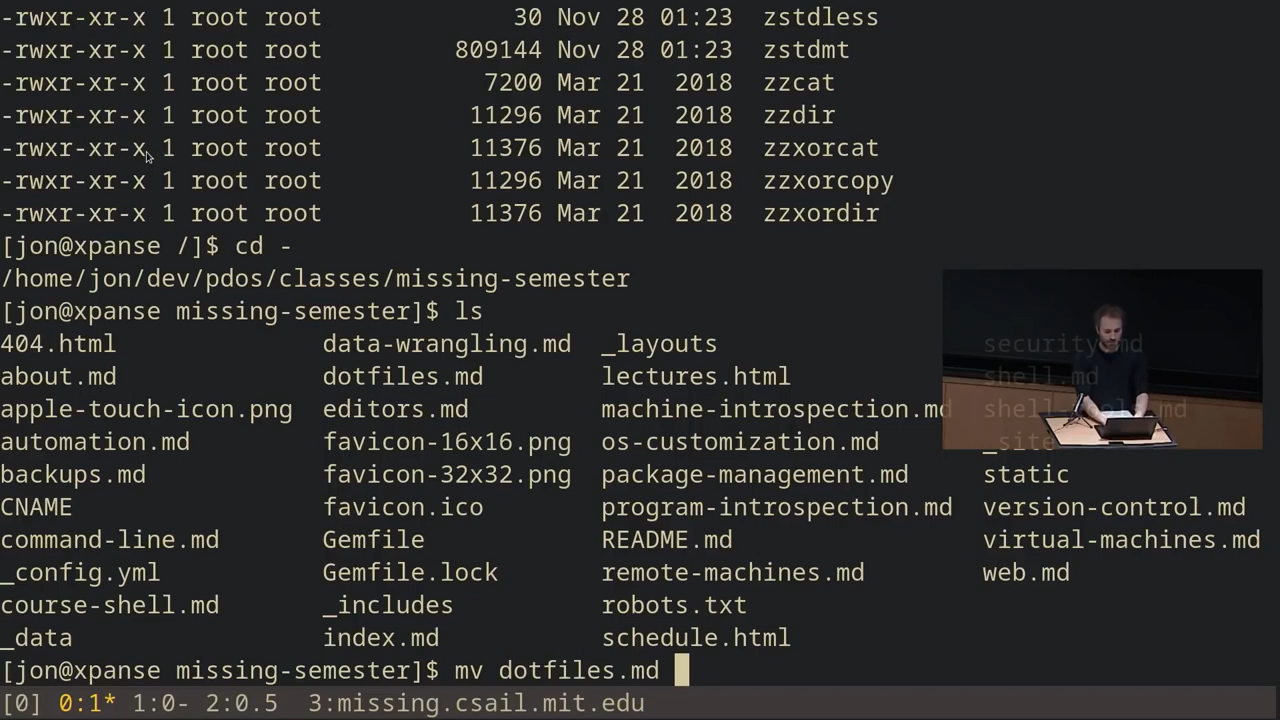 -rwxr-xr-x 1 root root 30 Nov 28 01:23 zstdless
-rwxr-xr-x 1 root root 809144 Nov 28 01:23 zstdmt
-rwxr-xr-x 1 root root 7200 Mar 21 2018 zzcat
-rwxr-xr-x 1 root root 11296 Mar 21 2018 zzdir
-rwxr-xr-x 1 root root 11376 Mar 21 2018 zzxorcat
-rwxr-xr-x 1 root root 11296 Mar 21 2018 zzxorcopy
-rwxr-xr-x 1 root root 11376 Mar 21 2018 zzxordir
[jon@xpanse /]$ cd -
/home/jon/dev/pdos/classes/missing-semester
[jon@xpanse missing-semester]$ ls
404.html data-wrangling.md _layouts security.md
about.md dotfiles.md lectures.html shell.md
apple-touch-icon.png editors.md machine-introspection.md
automation.md favicon-16x16.png os-customization.md _site
backups.md favicon-32x32.png package-management.md static
CNAME favicon.ico program-introspection.md version-control.md
command-line.md Gemfile README.md virtual-machines.md
_config.yml Gemfile.lock remote-machines.md web.md
course-shell.md _includes robots.txt
_data index.md schedule.html
[jon@xpanse missing-semester]$ mv dotfiles.md
[0] 0:1* 1:0- 2:0.5 3:missing.csail.mit.edu